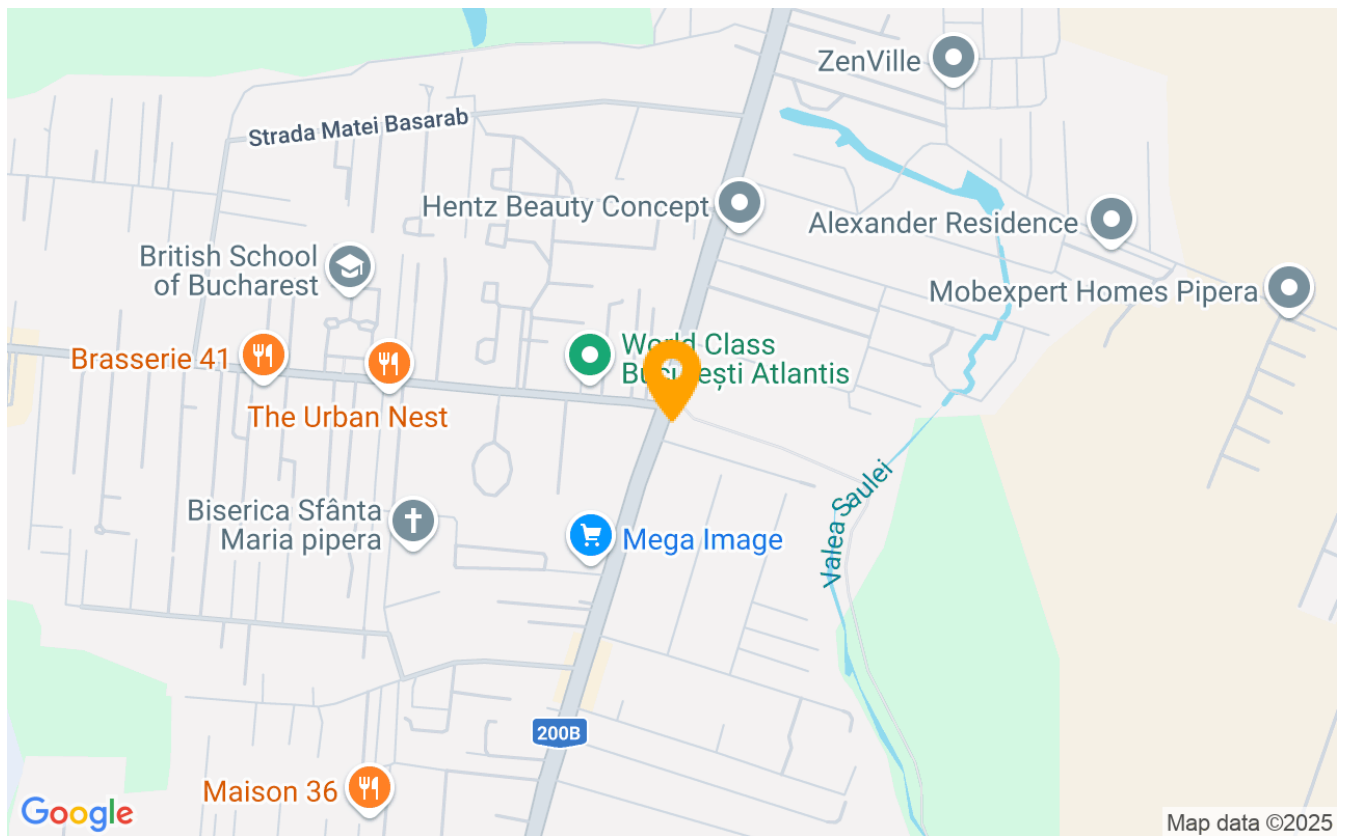 ZenVille
Strada Matei Basarab
Hentz Beauty Concept
Alexander Residence
British School
of Bucharest
Mobexpert Homes Pipera
World Class
București Atlantis
Brasserie 41
The Urban Nest
Valea Saulei
Biserica Sfânta
Maria pipera
Mega Image
200B
Maison 36
Google
Map data ©2025